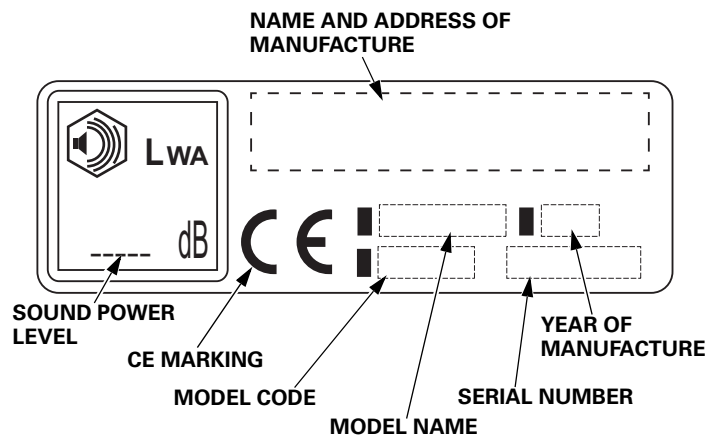 NAME AND ADDRESS OF
MANUFACTURE
LWA
dB
CE
SOUND POWER
LEVEL
CE MARKING
YEAR OF
MANUFACTURE
MODEL CODE
SERIAL NUMBER
MODEL NAME